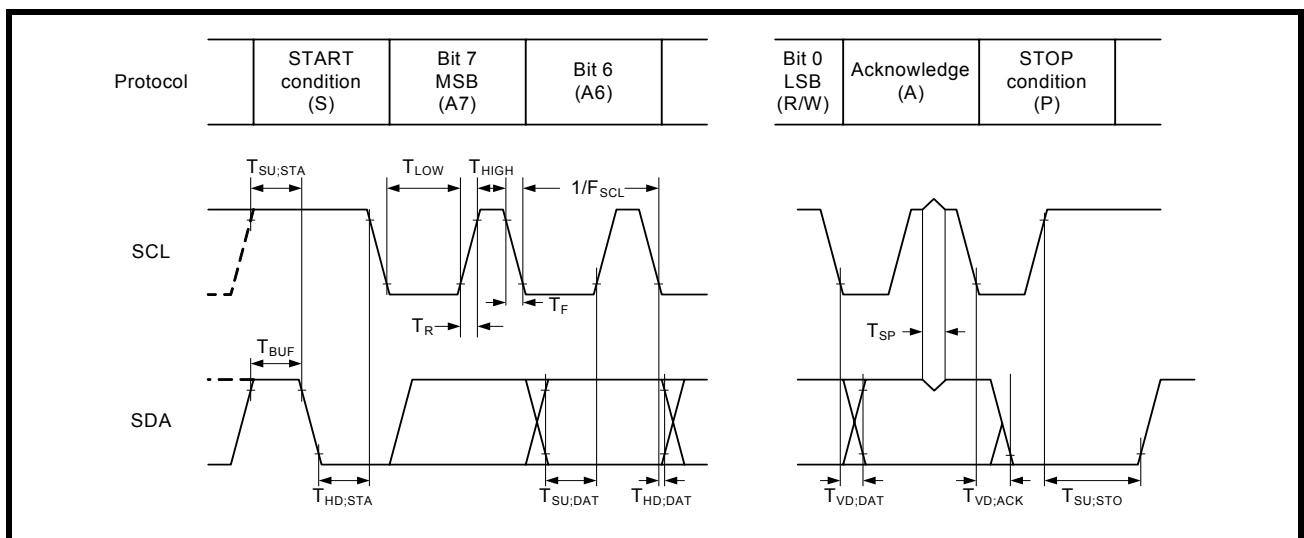 Protocol
START
condition
(S)
Bit 7
MSB
(A7)
Bit 6
(A6)
Bit 0
LSB
(R/W)
Acknowledge
(A)
STOP
condition
(P)
TSU;STA
TLOW
THIGH
1/FSCL
SCL
TR
TF
TSP
TBUF
SDA
THD;STA
TSU;DAT
THD;DAT
TVD;DAT
TVD;ACK
TSU;STO